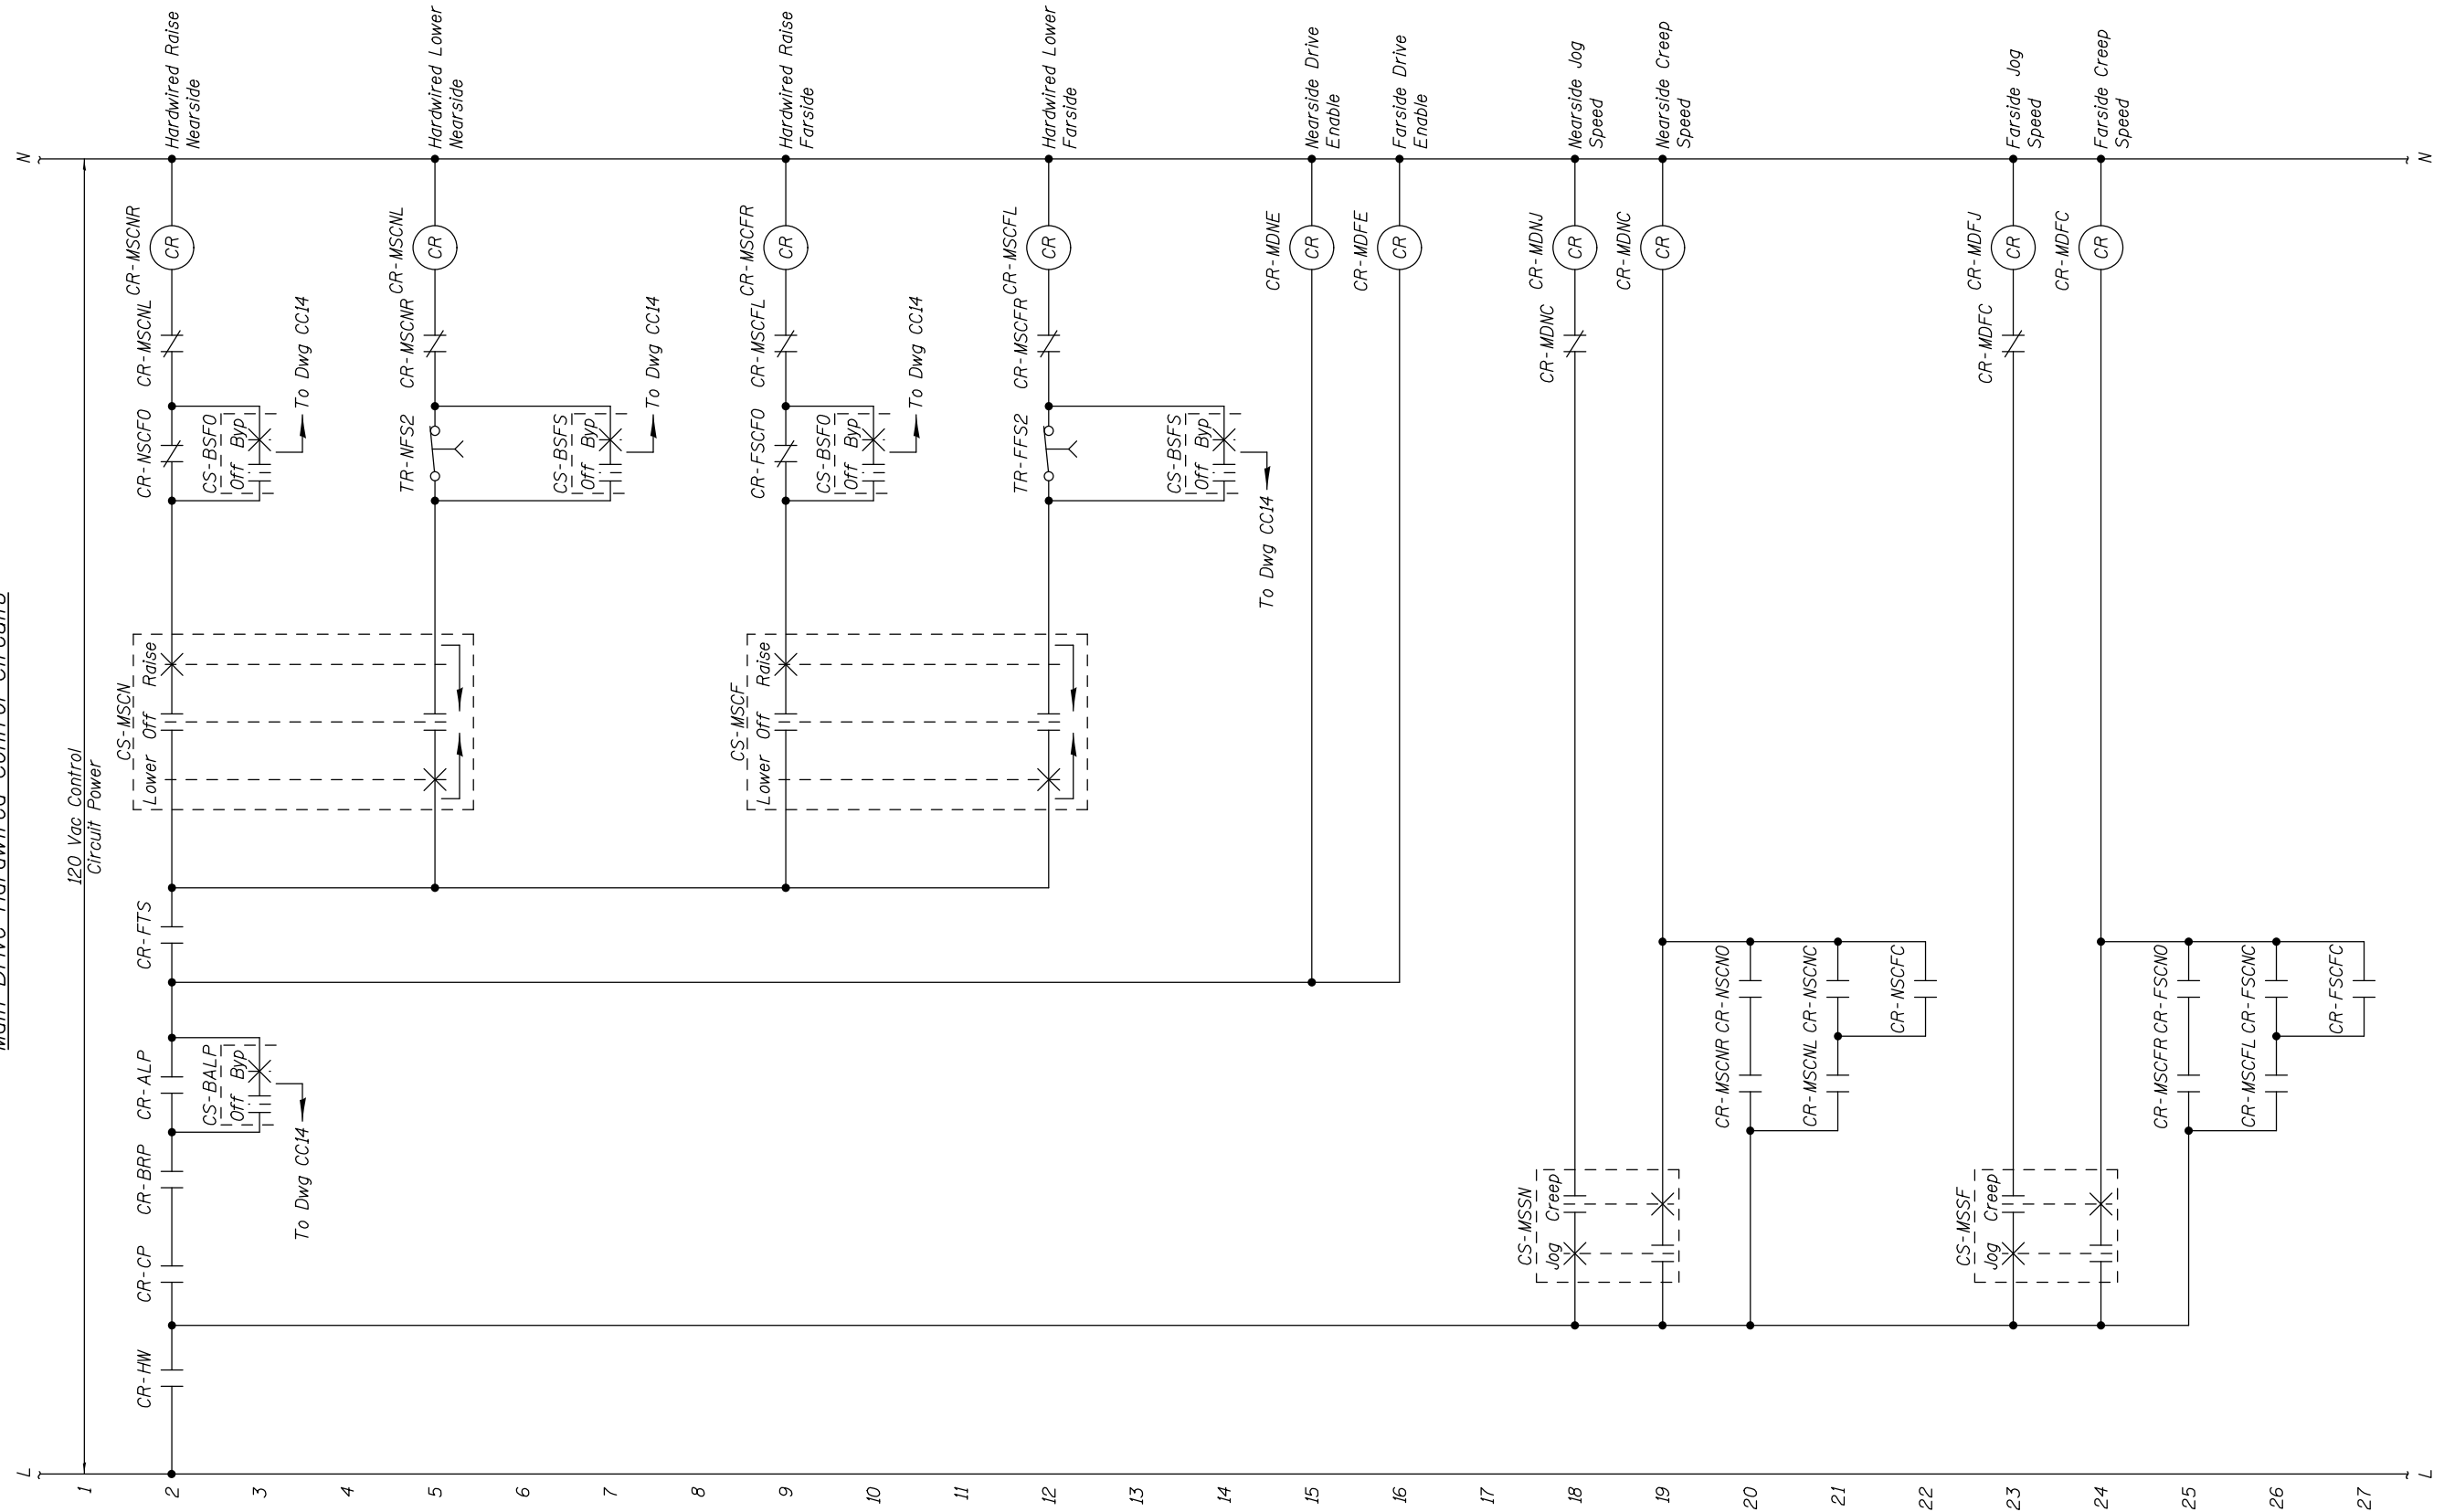 Main Drive Hardwired Control Circuits
L
N
1
120 Vac Control
Circuit Power
2
CR-HW
CR-CP
CR-BRP
CR-ALP
CR-FTS
CS-MSCN
Lower Off Raise
CR-NSCFO
CR-MSCNL
CR-MSCNR
CR
Hardwired Raise
Nearside
3
CS-BALP
Off Byp
To Dwg CC14
CS-BSFO
Off Byp
To Dwg CC14
4
5
TR-NFS2
CR-MSCNR
CR-MSCNL
CR
Hardwired Lower
Nearside
6
7
CS-BSFS
Off Byp
To Dwg CC14
8
9
CS-MSCF
Lower Off Raise
CR-FSCFO
CR-MSCFL
CR-MSCFR
CR
Hardwired Raise
Farside
10
CS-BSFO
Off Byp
To Dwg CC14
11
12
TR-FFS2
CR-MSCFR
CR-MSCFL
CR
Hardwired Lower
Farside
13
14
CS-BSFS
Off Byp
To Dwg CC14
15
CR-MDNE
CR
Nearside Drive
Enable
16
CR-MDFE
CR
Farside Drive
Enable
17
18
CS-MSSN
Jog Creep
CR-MDNC
CR-MDNJ
CR
Nearside Jog
Speed
19
CR-MDNC
CR
Nearside Creep
Speed
20
CR-MSCNR
CR-NSCNO
21
CR-MSCNL
CR-NSCNC
22
CR-NSCFC
23
CS-MSSF
Jog Creep
CR-MDFC
CR-MDFJ
CR
Farside Jog
Speed
24
CR-MDFC
CR
Farside Creep
Speed
25
CR-MSCFR
CR-FSCNO
26
CR-MSCFL
CR-FSCNC
27
CR-FSCFC
L
N